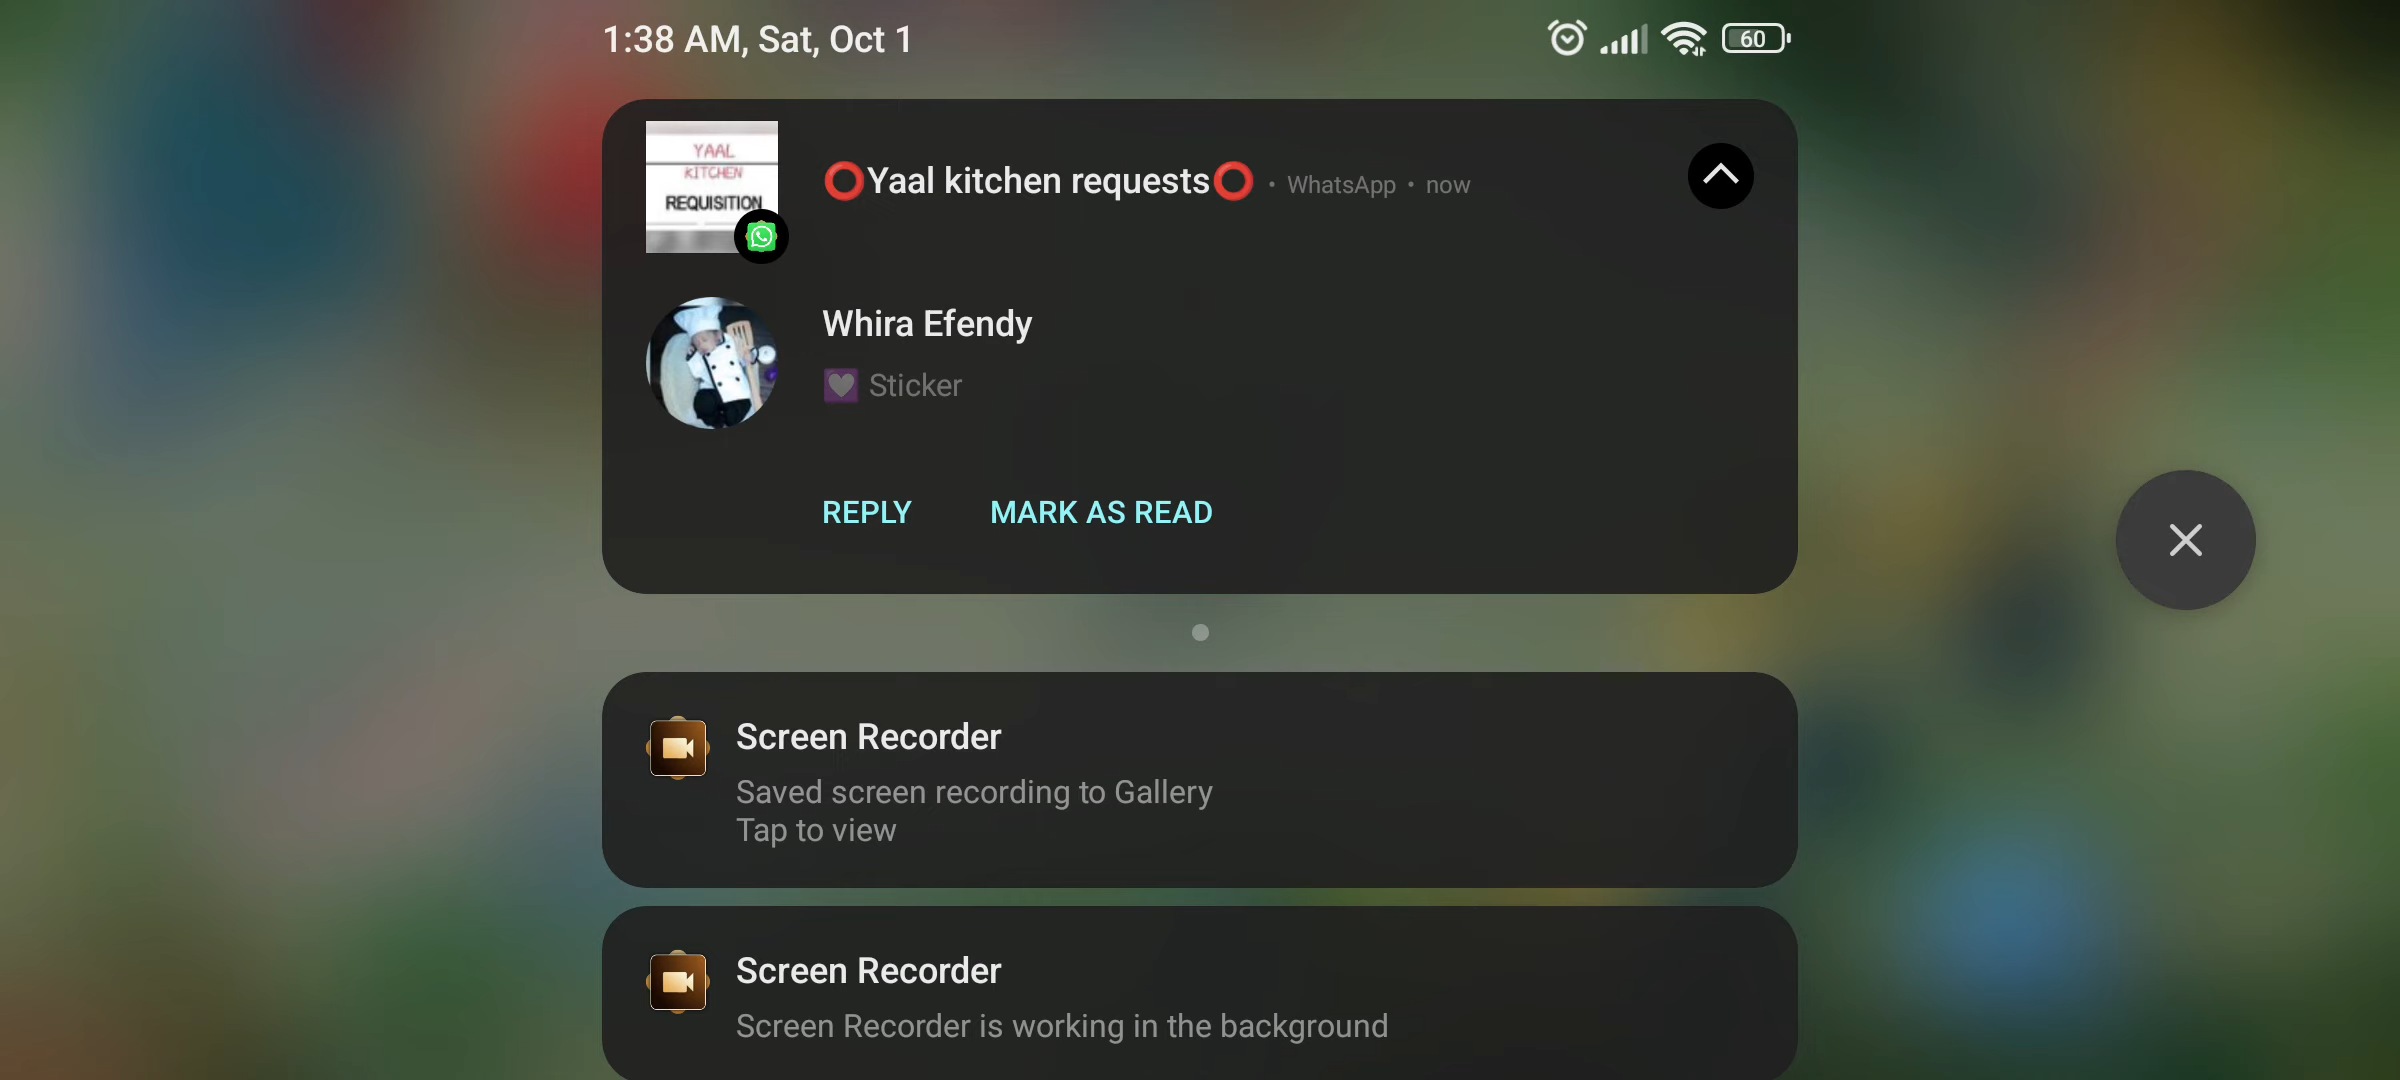 1:38 AM, Sat, Oct 1
60
YAAL
KITCHEN
REQUISITION
⭕Yaal kitchen requests⭕ • WhatsApp • now
Whira Efendy
💟 Sticker
REPLY MARK AS READ
Screen Recorder
Saved screen recording to Gallery
Tap to view
Screen Recorder
Screen Recorder is working in the background